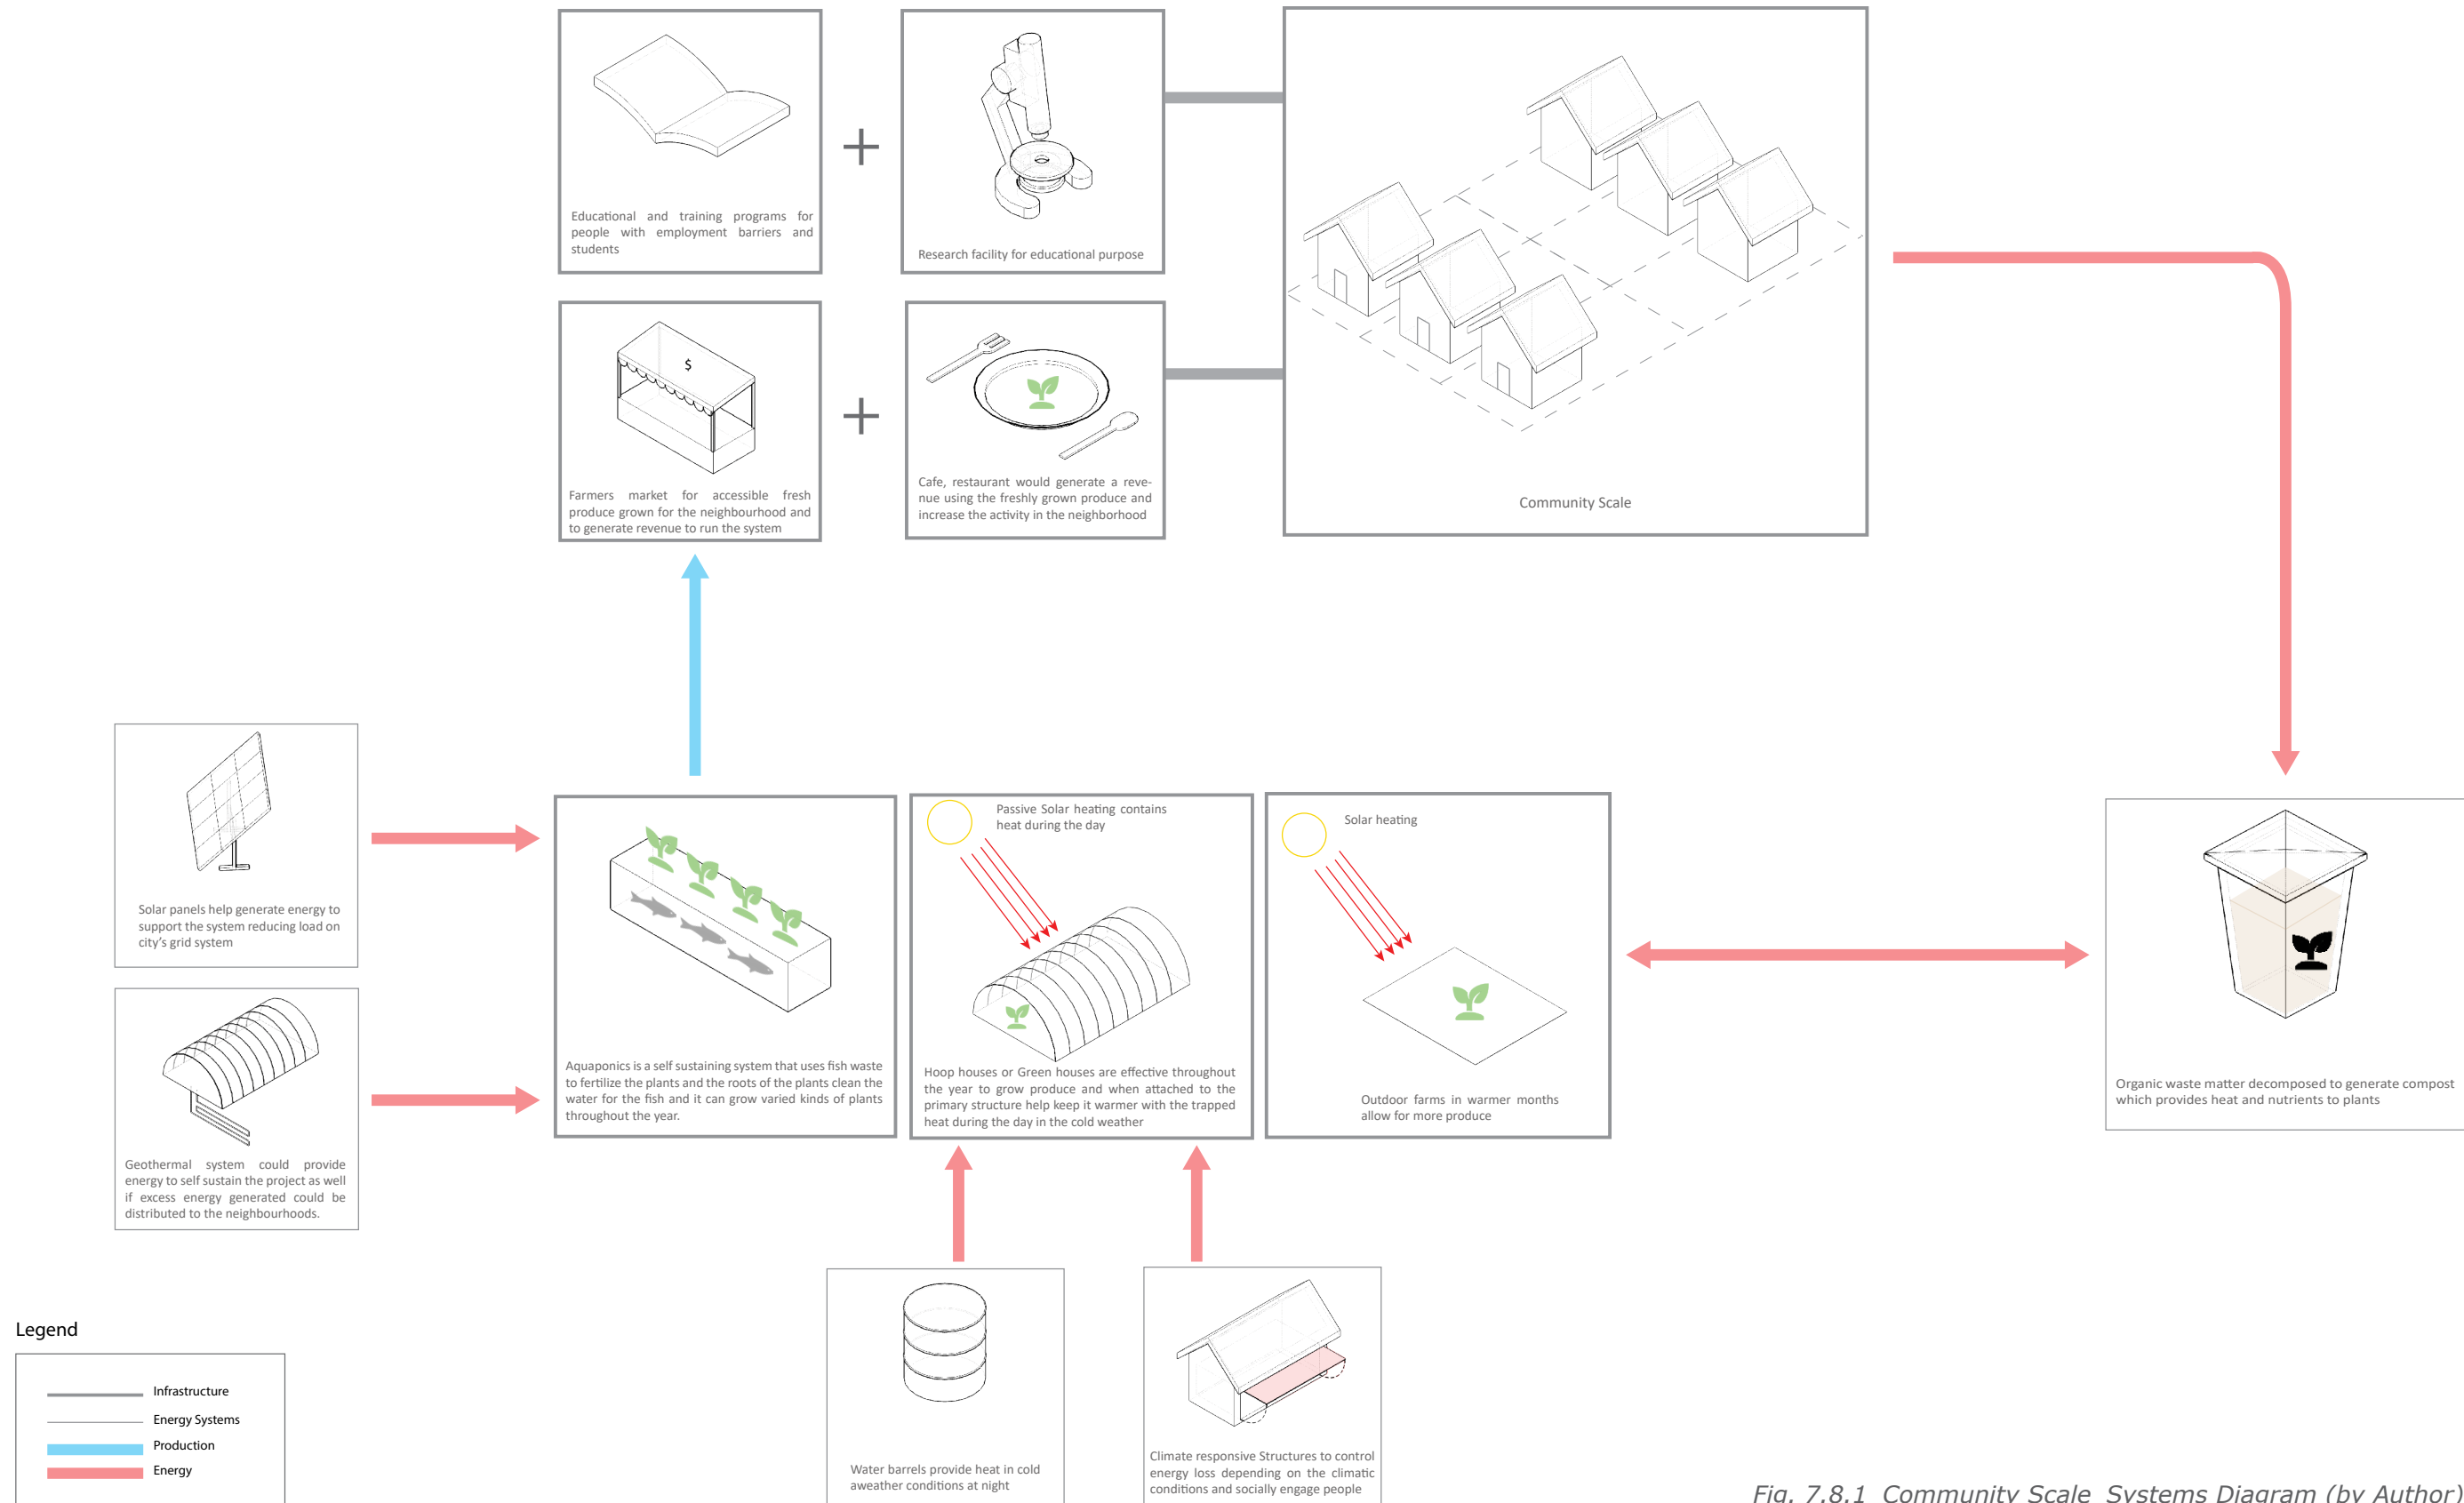 Educational and training programs for
people with employment barriers and
students
Research facility for educational purpose
$
Farmers market for accessible fresh
produce grown for the neighbourhood and
to generate revenue to run the system
Cafe, restaurant would generate a reve-
nue using the freshly grown produce and
increase the activity in the neighborhood
Community Scale
Solar panels help generate energy to
support the system reducing load on
city's grid system
Geothermal system could provide
energy to self sustain the project as well
if excess energy generated could be
distributed to the neighbourhoods.
Aquaponics is a self sustaining system that uses fish waste
to fertilize the plants and the roots of the plants clean the
water for the fish and it can grow varied kinds of plants
throughout the year.
Passive Solar heating contains
heat during the day
Hoop houses or Green houses are effective throughout
the year to grow produce and when attached to the
primary structure help keep it warmer with the trapped
heat during the day in the cold weather
Solar heating
Outdoor farms in warmer months
allow for more produce
Organic waste matter decomposed to generate compost
which provides heat and nutrients to plants
Water barrels provide heat in cold
aweather conditions at night
Climate responsive Structures to control
energy loss depending on the climatic
conditions and socially engage people
Legend
Infrastructure
Energy Systems
Production
Energy
Fig. 7.8.1 Community Scale Systems Diagram (by Author)